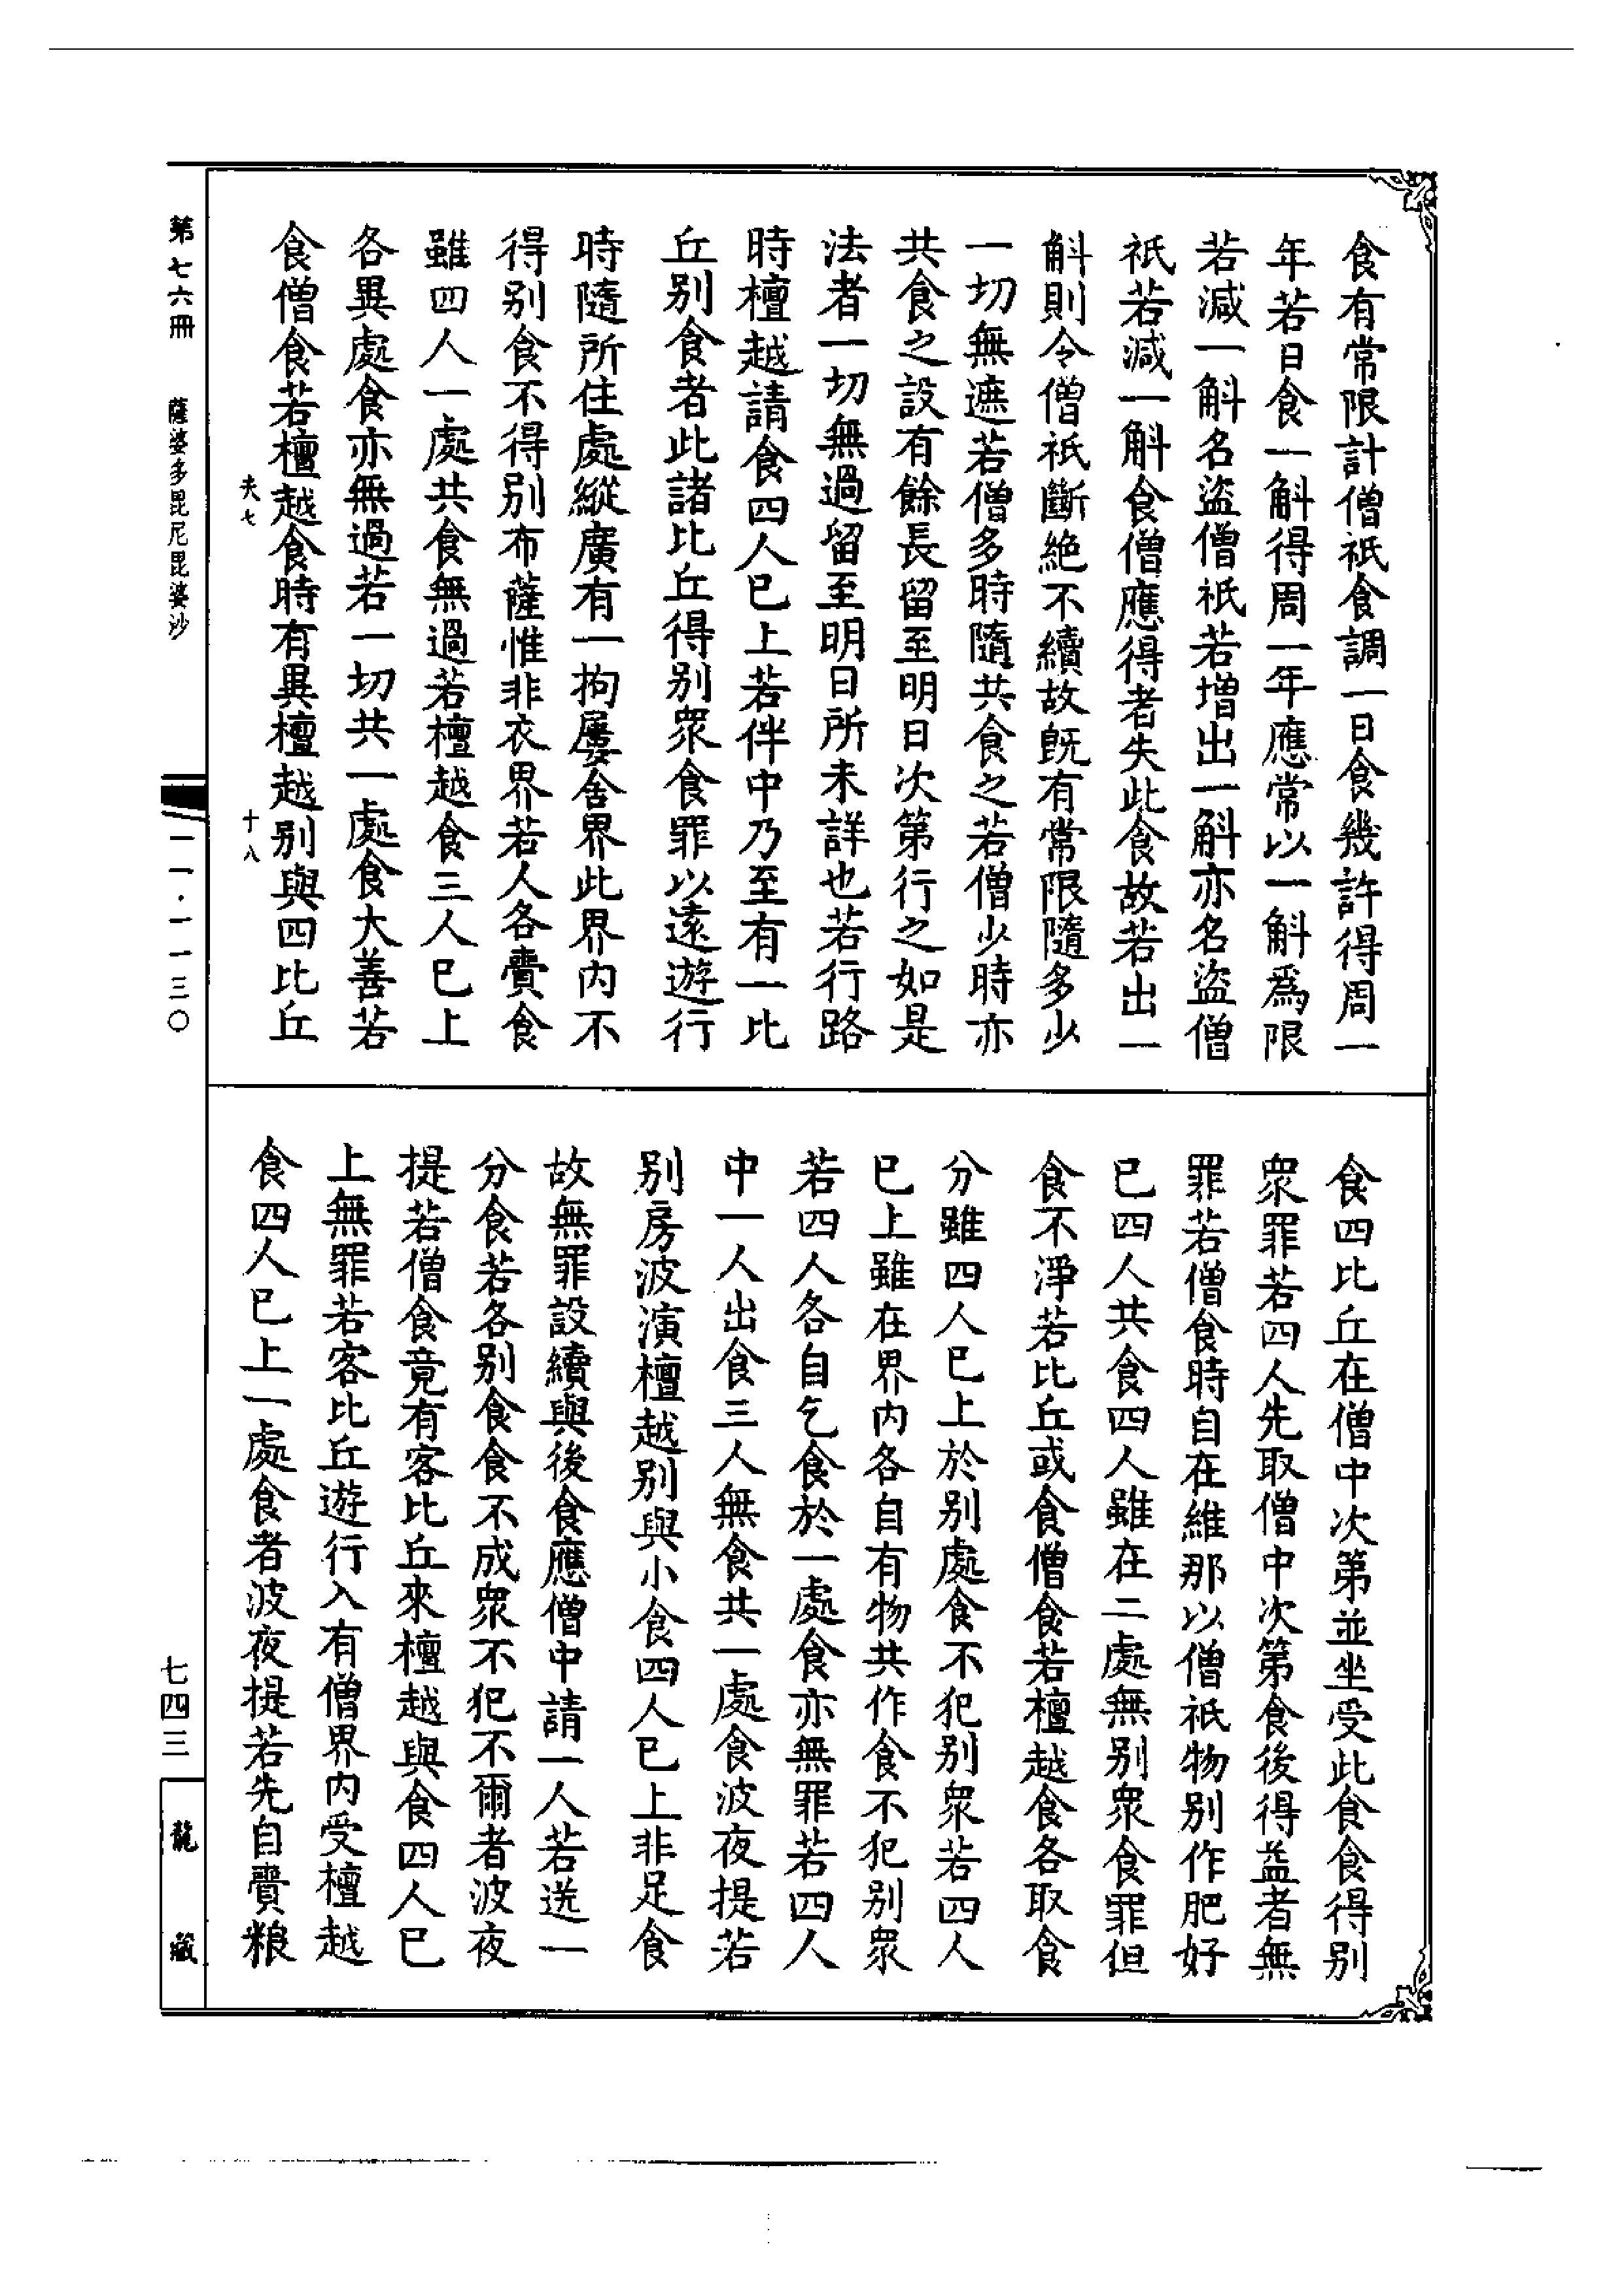 食有常限計僧祇食調一日食幾許得周一
年若日食一斛得周一年應常以一斛爲限
若減一斛名盜僧祇若増出一斛亦名盜僧
祇若減一斛食僧應得者失此食故若出一
斛則令僧祇斷絶不續故旣有常限隨多少
一切無遮若僧多時隨共食之若僧少時亦
共食之設有餘長留至明日次第行之如是
法者一切無過留至明日所未詳也若行路
時檀越請食四人已上若伴中乃至有一比
丘別食者此諸比丘得別衆食罪以遠遊行
時隨所住處縱廣有一拘屢舍界此界內不
得別食不得別布薩惟非衣界若人各賷食
雖四人一處共食無過若檀越食三人已上
各異處食亦無過若一切共一處食大善若
食僧食若檀越食時有異檀越別與四比丘
食四比丘在僧中次第並坐受此食食得別
衆罪若四人先取僧中次第食後得益者無
罪若僧食時自在維那以僧祇物別作肥好
已四人共食四人雖在二處無別衆食罪但
食不淨若比丘或食僧食若檀越食各取食
分雖四人已上於別處食不犯別衆若四人
已上雖在界內各自有物共作食不犯別衆
若四人各自乞食於一處食亦無罪若四人
中一人出食三人無食共一處食波夜提若
別房波演檀越別與小食四人已上非足食
故無罪設續與後食應僧中請一人若送一
分食若各別食食不成衆不犯不爾者波夜
提若僧食竟有客比丘來檀越與食四人已
上無罪若客比丘遊行入有僧界內受檀越
食四人已上一處食者波夜提若先自賷粮
夫七
十八
第七六冊
薩婆多毘尼毘婆沙
一一·一一三〇
七四三
龍藏